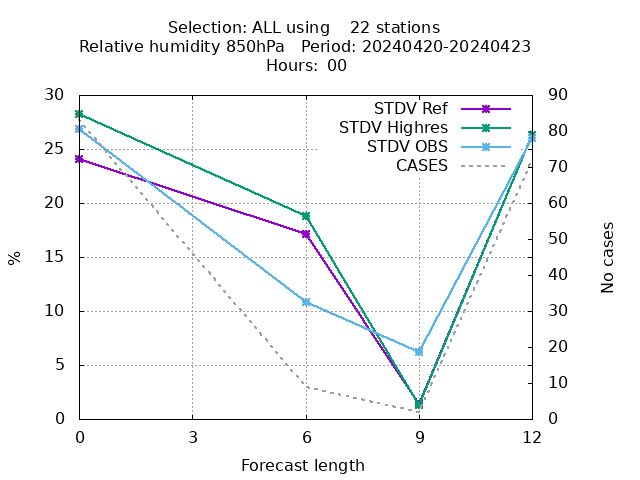 Selection: ALL using 22 stations
Relative humidity 850hPa Period: 20240420-20240423
Hours: 00
30 90
STDV Ref
80
STDV Highres
25
STDV OBS
70
CASES
20 60
%
15
50
No cases
40
10 30
20
5
10
0 0
0 3 6 9 12
Forecast length